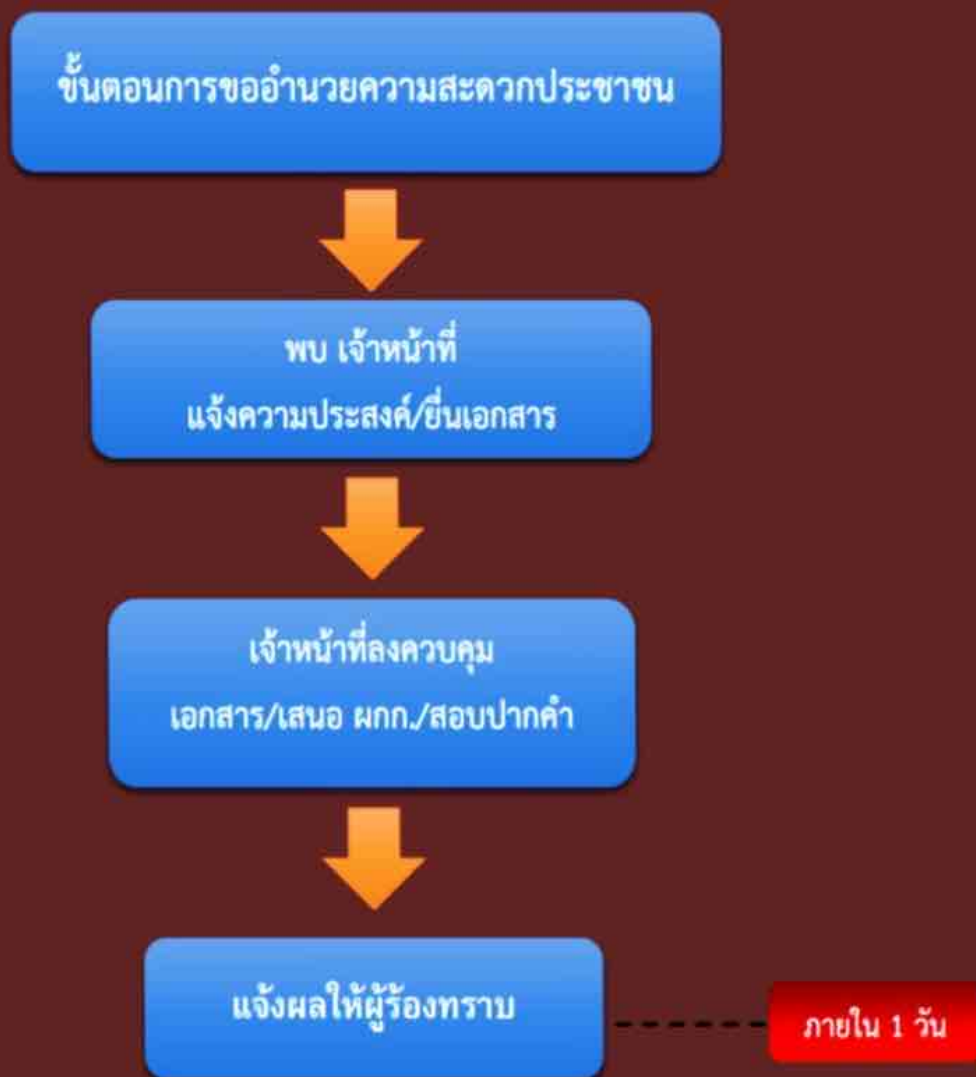 ขั้นตอนการขออำนวยความสะดวกประชาชน
พบ เจ้าหน้าที่
แจ้งความประสงค์/ยื่นเอกสาร
เจ้าหน้าที่ลงควบคุม
เอกสาร/เสนอ ผกก./สอบปากคำ
แจ้งผลให้ผู้ร้องทราบ
ภายใน 1 วัน